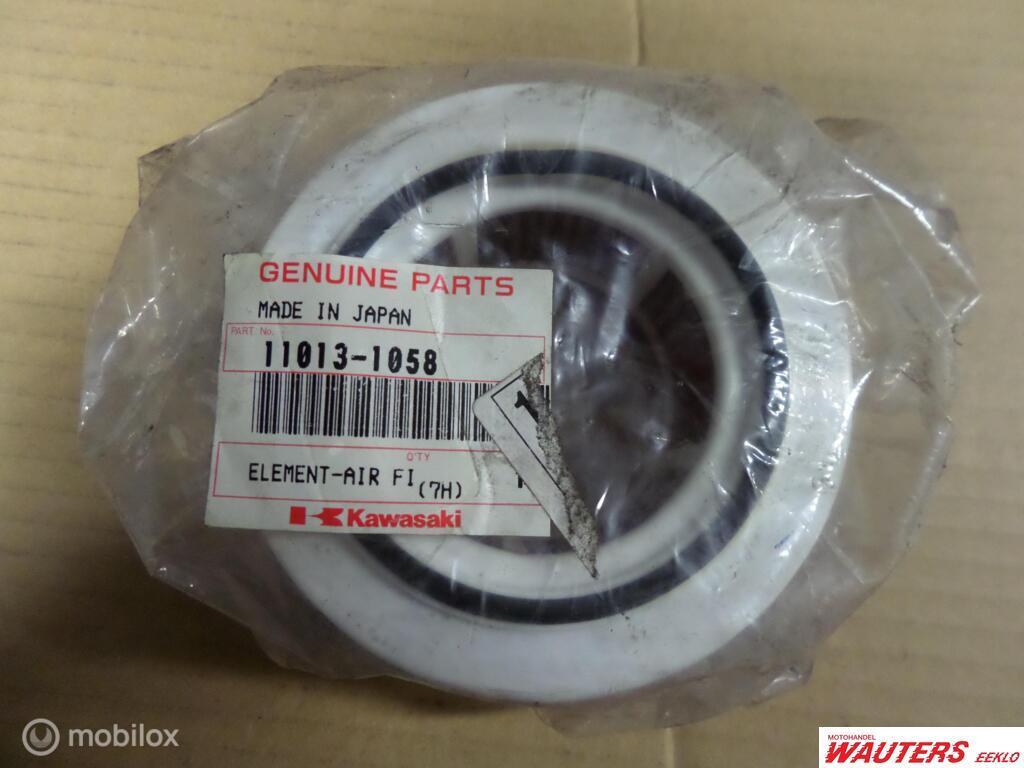 GENUINE PARTS
MADE IN JAPAN
PART No.
11013-1058
Q'TY
ELEMENT-AIR FI (7H)
Kawasaki
mobilox
MOTOHANDEL
WAUTERS EEKLO